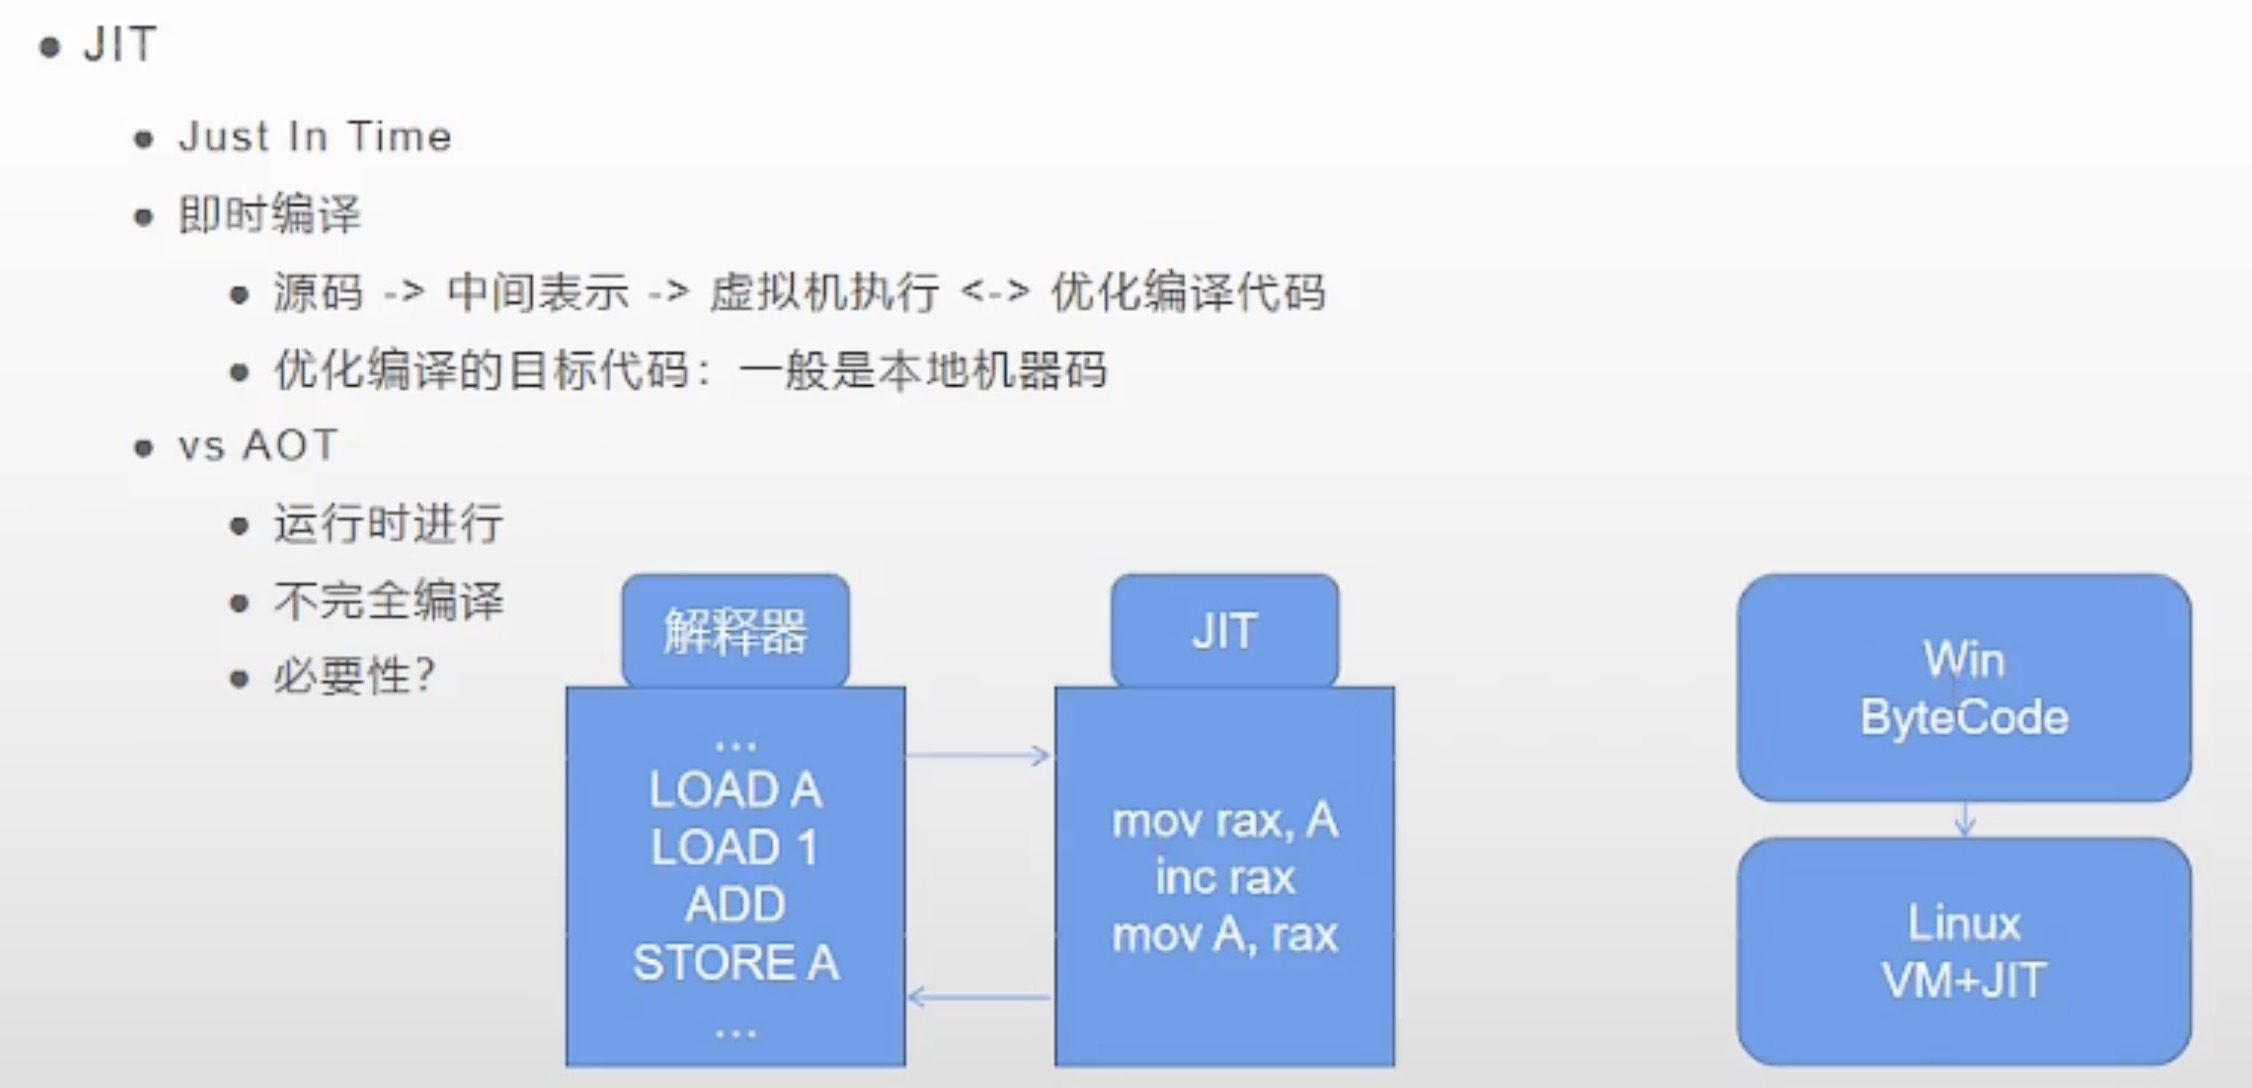 JIT
Just In Time
即时编译
源码 -> 中间表示 -> 虚拟机执行 <-> 优化编译代码
优化编译的目标代码：一般是本地机器码
vs AOT
运行时进行
不完全编译
必要性？
解释器
...
LOAD A
LOAD 1
ADD
STORE A
...
JIT
mov rax, A
inc rax
mov A, rax
Win
ByteCode
Linux
VM+JIT